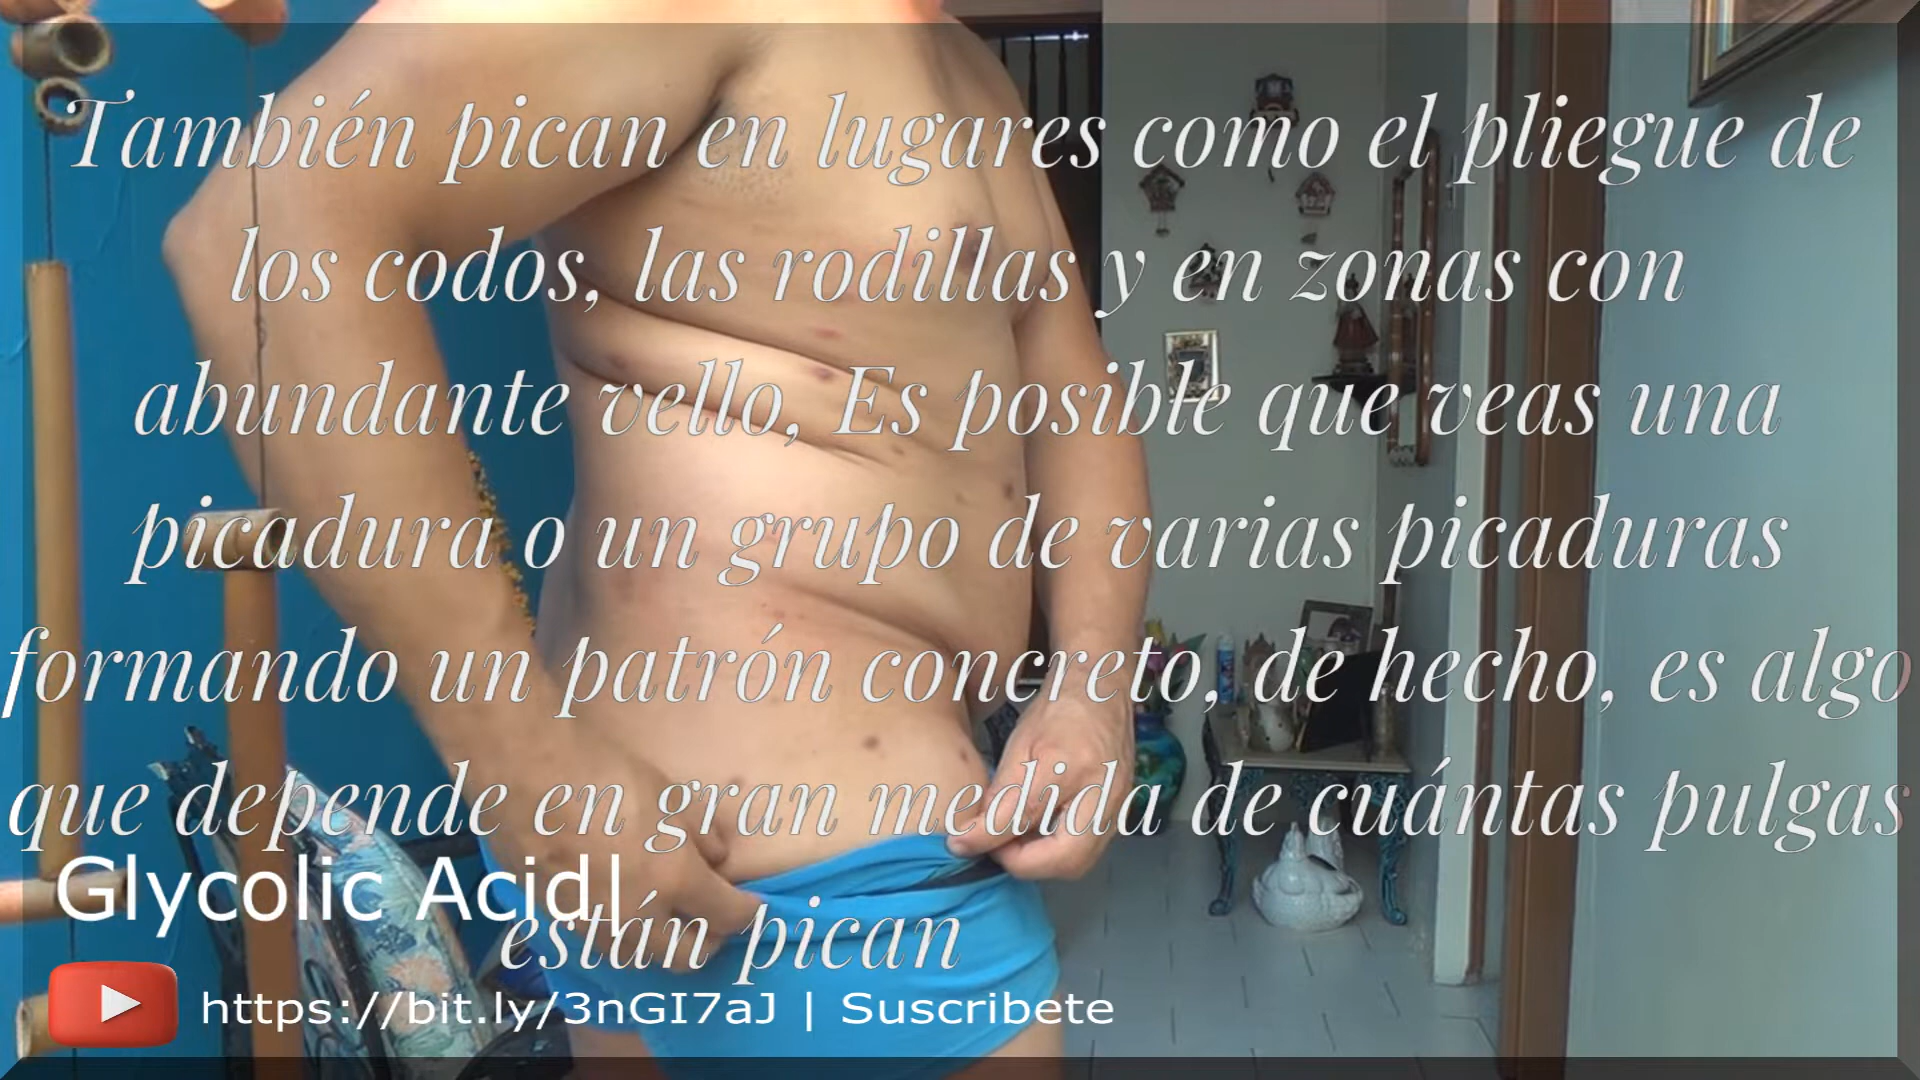 También pican en lugares como el pliegue de
los codos, las rodillas y en zonas con
abundante vello, Es posible que veas una
picadura o un grupo de varias picaduras
formando un patrón concreto, de hecho, es algo
que depende en gran medida de cuántas pulgas
están pican
Glycolic Acid|
https://bit.ly/3nGI7aJ | Suscribete